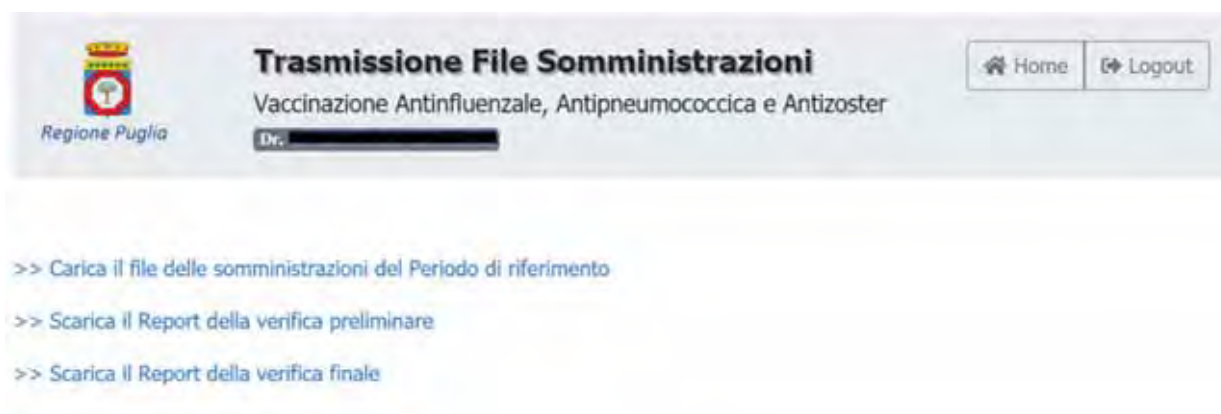 Trasmissione File Somministrazioni
Home
Logout
Vaccinazione Antinfluenzale, Antipneumococcica e Antizoster
Regione Puglia
Dr.
>> Carica il file delle somministrazioni del Periodo di riferimento
>> Scarica il Report della verifica preliminare
>> Scarica il Report della verifica finale